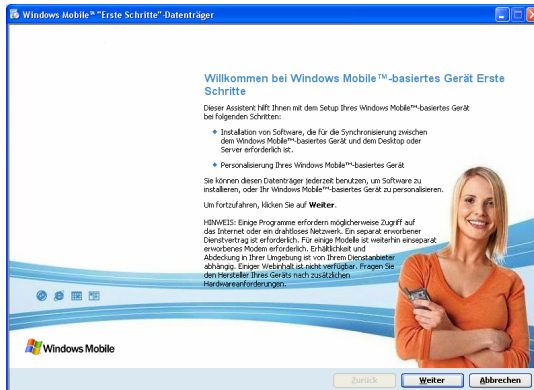 Windows Mobile™ "Erste Schritte"-Datenträger
Willkommen bei Windows Mobile™-basiertes Gerät Erste
Schritte
Dieser Assistent hilft Ihnen mit dem Setup Ihres Windows Mobile™-basiertes Gerät
bei folgenden Schritten:
Installation von Software, die für die Synchronisierung zwischen
dem Windows Mobile™-basiertes Gerät und dem Desktop oder
Server erforderlich ist.
Personalisierung Ihres Windows Mobile™-basiertes Gerät
Sie können diesen Datenträger jederzeit benutzen, um Software zu
installieren, oder Ihr Windows Mobile™-basiertes Gerät zu personalisieren.
Um fortzufahren, klicken Sie auf Weiter.
HINWEIS: Einige Programme erfordern möglicherweise Zugriff auf
das Internet oder ein drahtloses Netzwerk. Ein separat erworbener
Dienstvertrag ist erforderlich. Für einige Modelle ist weiterhin einseparat
erworbenes Modem erforderlich. Erhältlichkeit und
Abdeckung in Ihrer Umgebung ist von Ihrem Dienstanbieter
abhängig. Einiger Webinhalt ist nicht verfügbar. Fragen Sie
den Hersteller Ihres Geräts nach zusätzlichen
Hardwareanforderungen.
Windows Mobile
Zurück Weiter Abbrechen